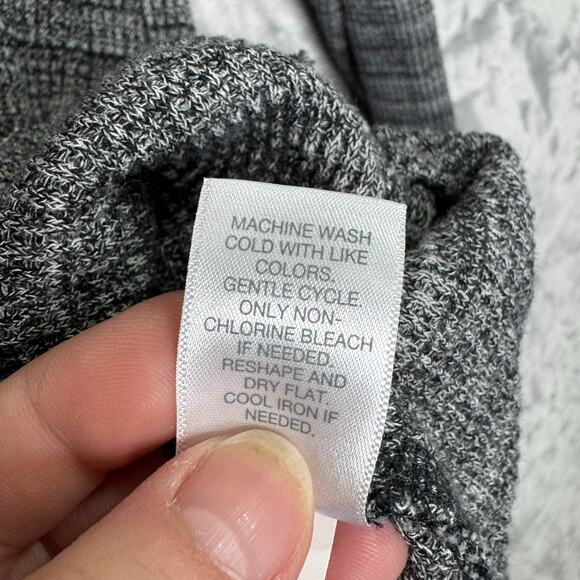 MACHINE WASH
COLD WITH LIKE
COLORS.
GENTLE CYCLE.
ONLY NON-
CHLORINE BLEACH
IF NEEDED.
RESHAPE AND
DRY FLAT.
COOL IRON IF
NEEDED.